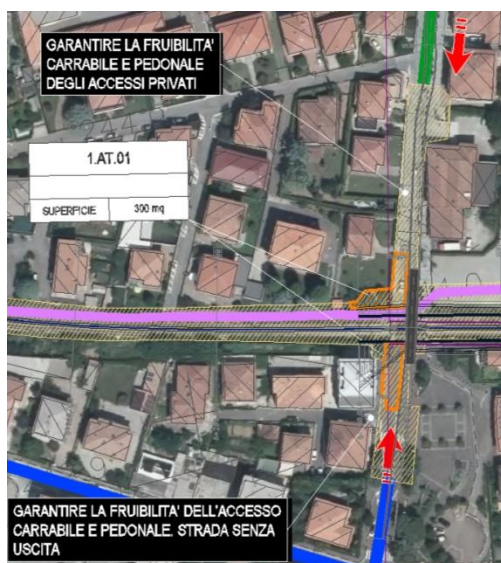 GARANTIRE LA FRUIBILITA'
CARRABILE E PEDONALE
DEGLI ACCESSI PRIVATI
1.AT.01
SUPERFICIE 300 mq
GARANTIRE LA FRUIBILITA' DELL'ACCESSO
CARRABILE E PEDONALE. STRADA SENZA
USCITA